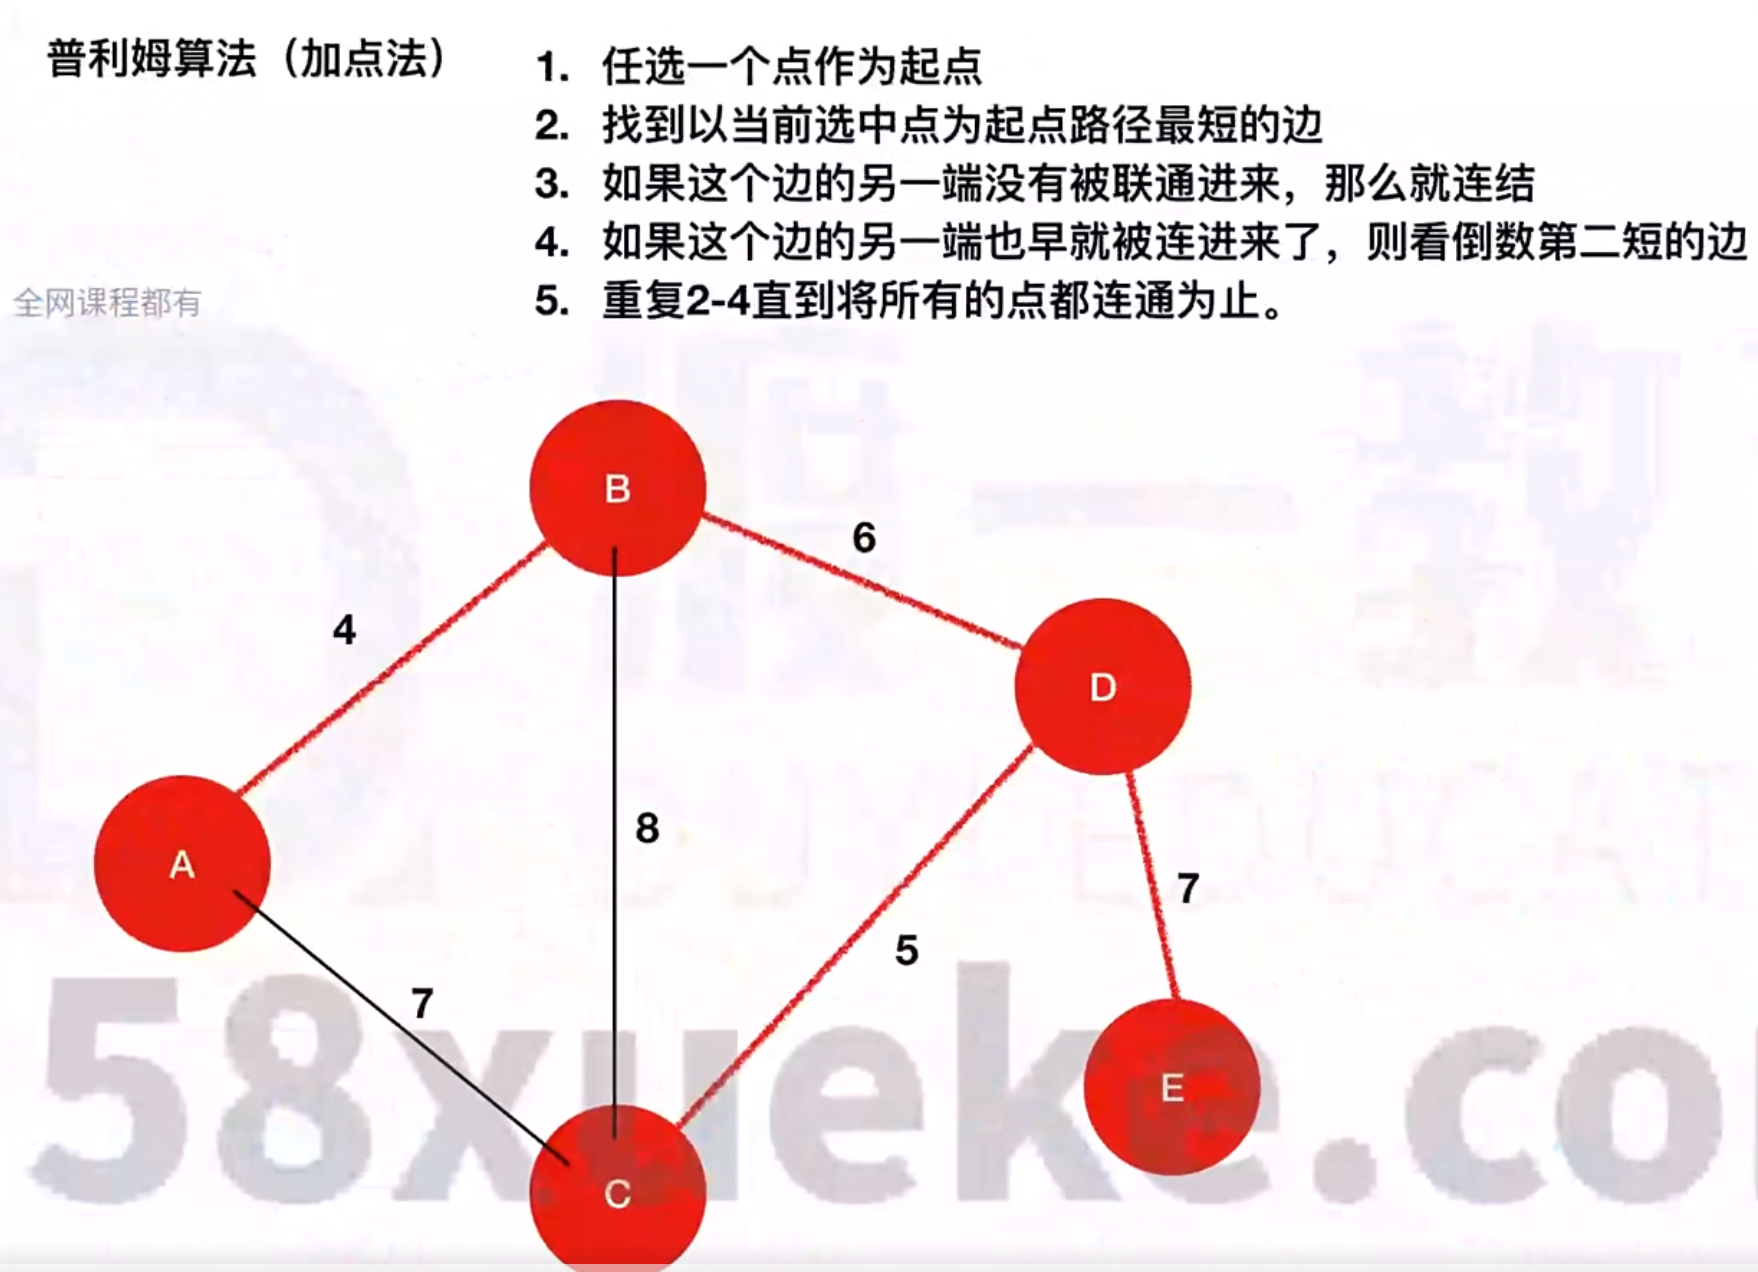 普利姆算法（加点法）
1. 任选一个点作为起点
2. 找到以当前选中点为起点路径最短的边
3. 如果这个边的另一端没有被联通进来，那么就连结
4. 如果这个边的另一端也早就被连进来了，则看倒数第二短的边
5. 重复2-4直到将所有的点都连通为止。
全网课程都有
B
6
4
D
8
A
7
5
7
E
C
58xueke.co